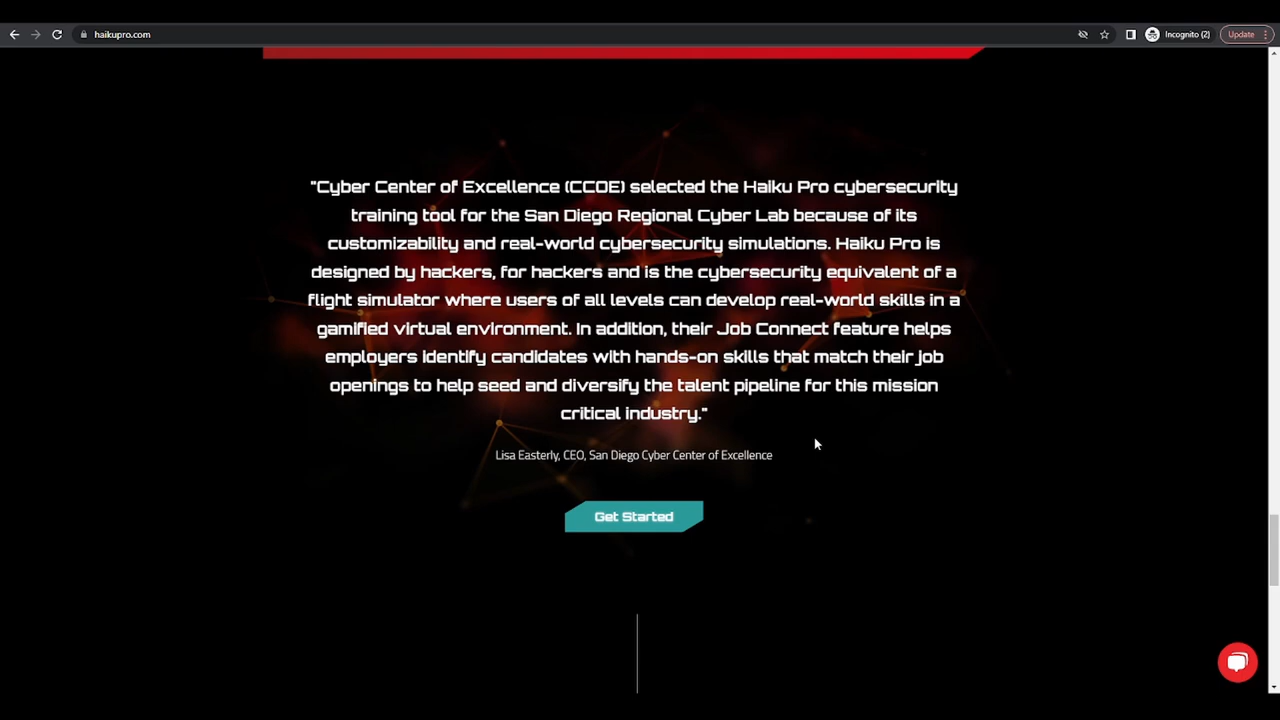 haikupro.com
Incognito (2)
Update
"Cyber Center of Excellence (CCOE) selected the Haiku Pro cybersecurity
training tool for the San Diego Regional Cyber Lab because of its
customizability and real-world cybersecurity simulations. Haiku Pro is
designed by hackers, for hackers and is the cybersecurity equivalent of a
flight simulator where users of all levels can develop real-world skills in a
gamified virtual environment. In addition, their Job Connect feature helps
employers identify candidates with hands-on skills that match their job
openings to help seed and diversify the talent pipeline for this mission
critical industry."
Lisa Easterly, CEO, San Diego Cyber Center of Excellence
Get Started